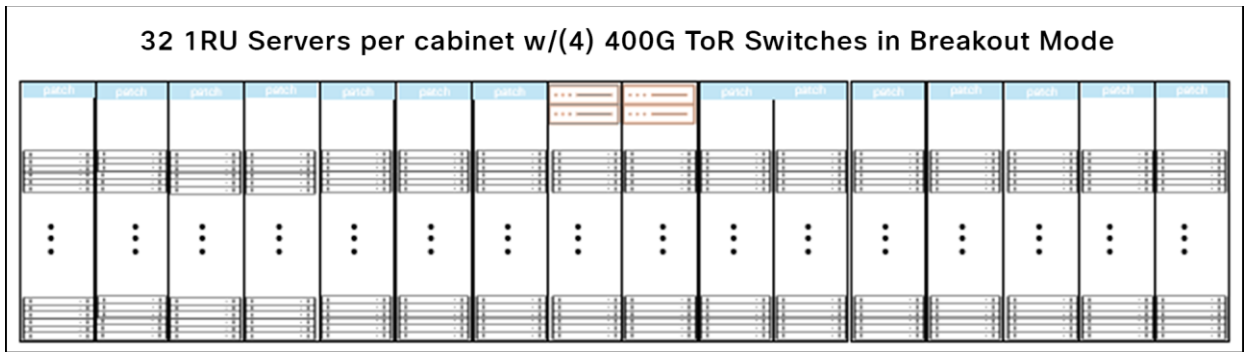 32 1RU Servers per cabinet w/(4) 400G ToR Switches in Breakout Mode
patch patch patch patch patch patch patch patch patch patch patch patch patch patch